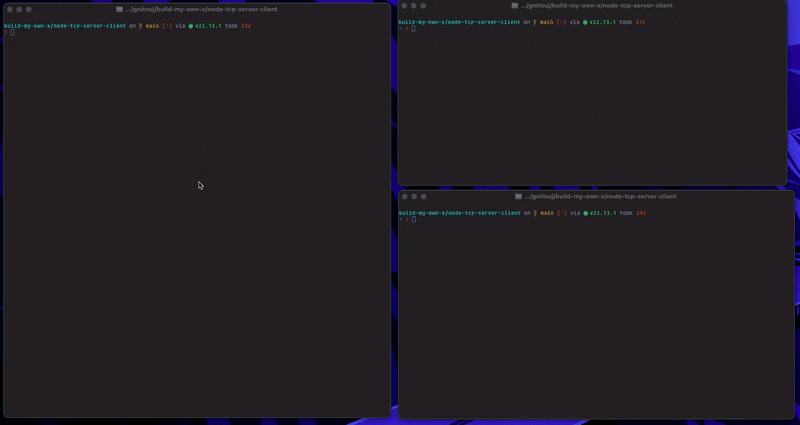 .../gnitnuj/build-my-own-x/node-tcp-server-client
build-my-own-x/node-tcp-server-client on main [!] via v22.13.1 took
.../gnitnuj/build-my-own-x/node-tcp-server-client
build-my-own-x/node-tcp-server-client on main [!] via v22.13.1 took
.../gnitnuj/build-my-own-x/node-tcp-server-client
build-my-own-x/node-tcp-server-client on main [!] via v22.13.1 took